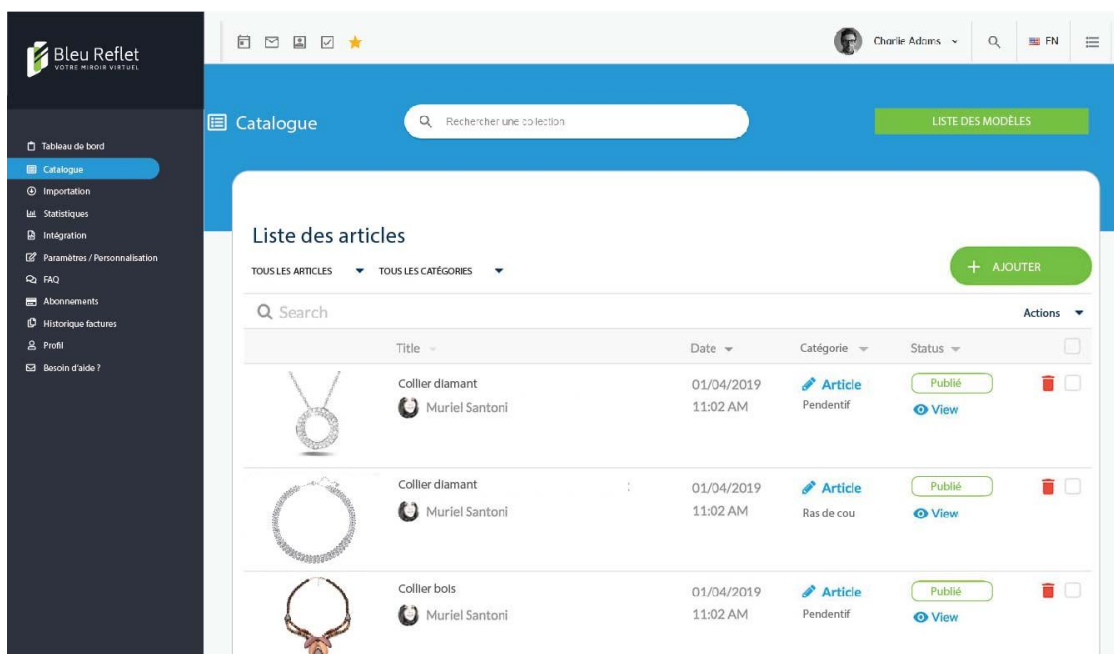 Bleu Reflet
VOTRE MIROIR VIRTUEL
Charlie Adams
EN
Tableau de bord
Catalogue
Importation
Statistiques
Intégration
Paramètres / Personnalisation
FAQ
Abonnements
Historique factures
Profil
Besoin d'aide ?
Catalogue
Rechercher une collection
LISTE DES MODÈLES
Liste des articles
TOUS LES ARTICLES TOUS LES CATÉGORIES
+ AJOUTER
Search
Actions
Title Date Catégorie Status
Collier diamant 01/04/2019 Article Publié
Muriel Santoni 11:02 AM Pendentif View
Collier diamant 01/04/2019 Article Publié
Muriel Santoni 11:02 AM Ras de cou View
Collier bois 01/04/2019 Article Publié
Muriel Santoni 11:02 AM Pendentif View